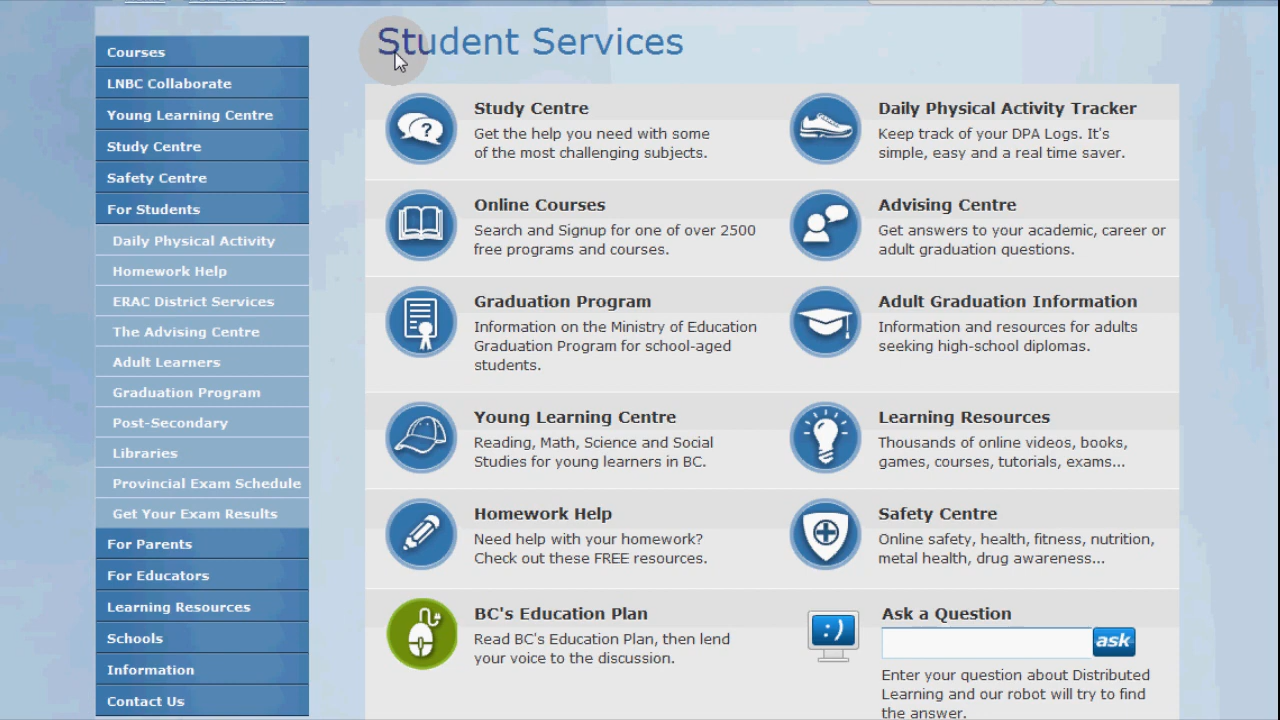 Student Services
Courses
LNBC Collaborate
Young Learning Centre
Study Centre
Safety Centre
For Students
Daily Physical Activity
Homework Help
ERAC District Services
The Advising Centre
Adult Learners
Graduation Program
Post-Secondary
Libraries
Provincial Exam Schedule
Get Your Exam Results
For Parents
For Educators
Learning Resources
Schools
Information
Contact Us
Study Centre
Get the help you need with some
of the most challenging subjects.
Daily Physical Activity Tracker
Keep track of your DPA Logs. It's
simple, easy and a real time saver.
Online Courses
Search and Signup for one of over 2500
free programs and courses.
Advising Centre
Get answers to your academic, career or
adult graduation questions.
Graduation Program
Information on the Ministry of Education
Graduation Program for school-aged
students.
Adult Graduation Information
Information and resources for adults
seeking high-school diplomas.
Young Learning Centre
Reading, Math, Science and Social
Studies for young learners in BC.
Learning Resources
Thousands of online videos, books,
games, courses, tutorials, exams...
Homework Help
Need help with your homework?
Check out these FREE resources.
Safety Centre
Online safety, health, fitness, nutrition,
metal health, drug awareness...
BC's Education Plan
Read BC's Education Plan, then lend
your voice to the discussion.
:)
Ask a Question
ask
Enter your question about Distributed
Learning and our robot will try to find
the answer.